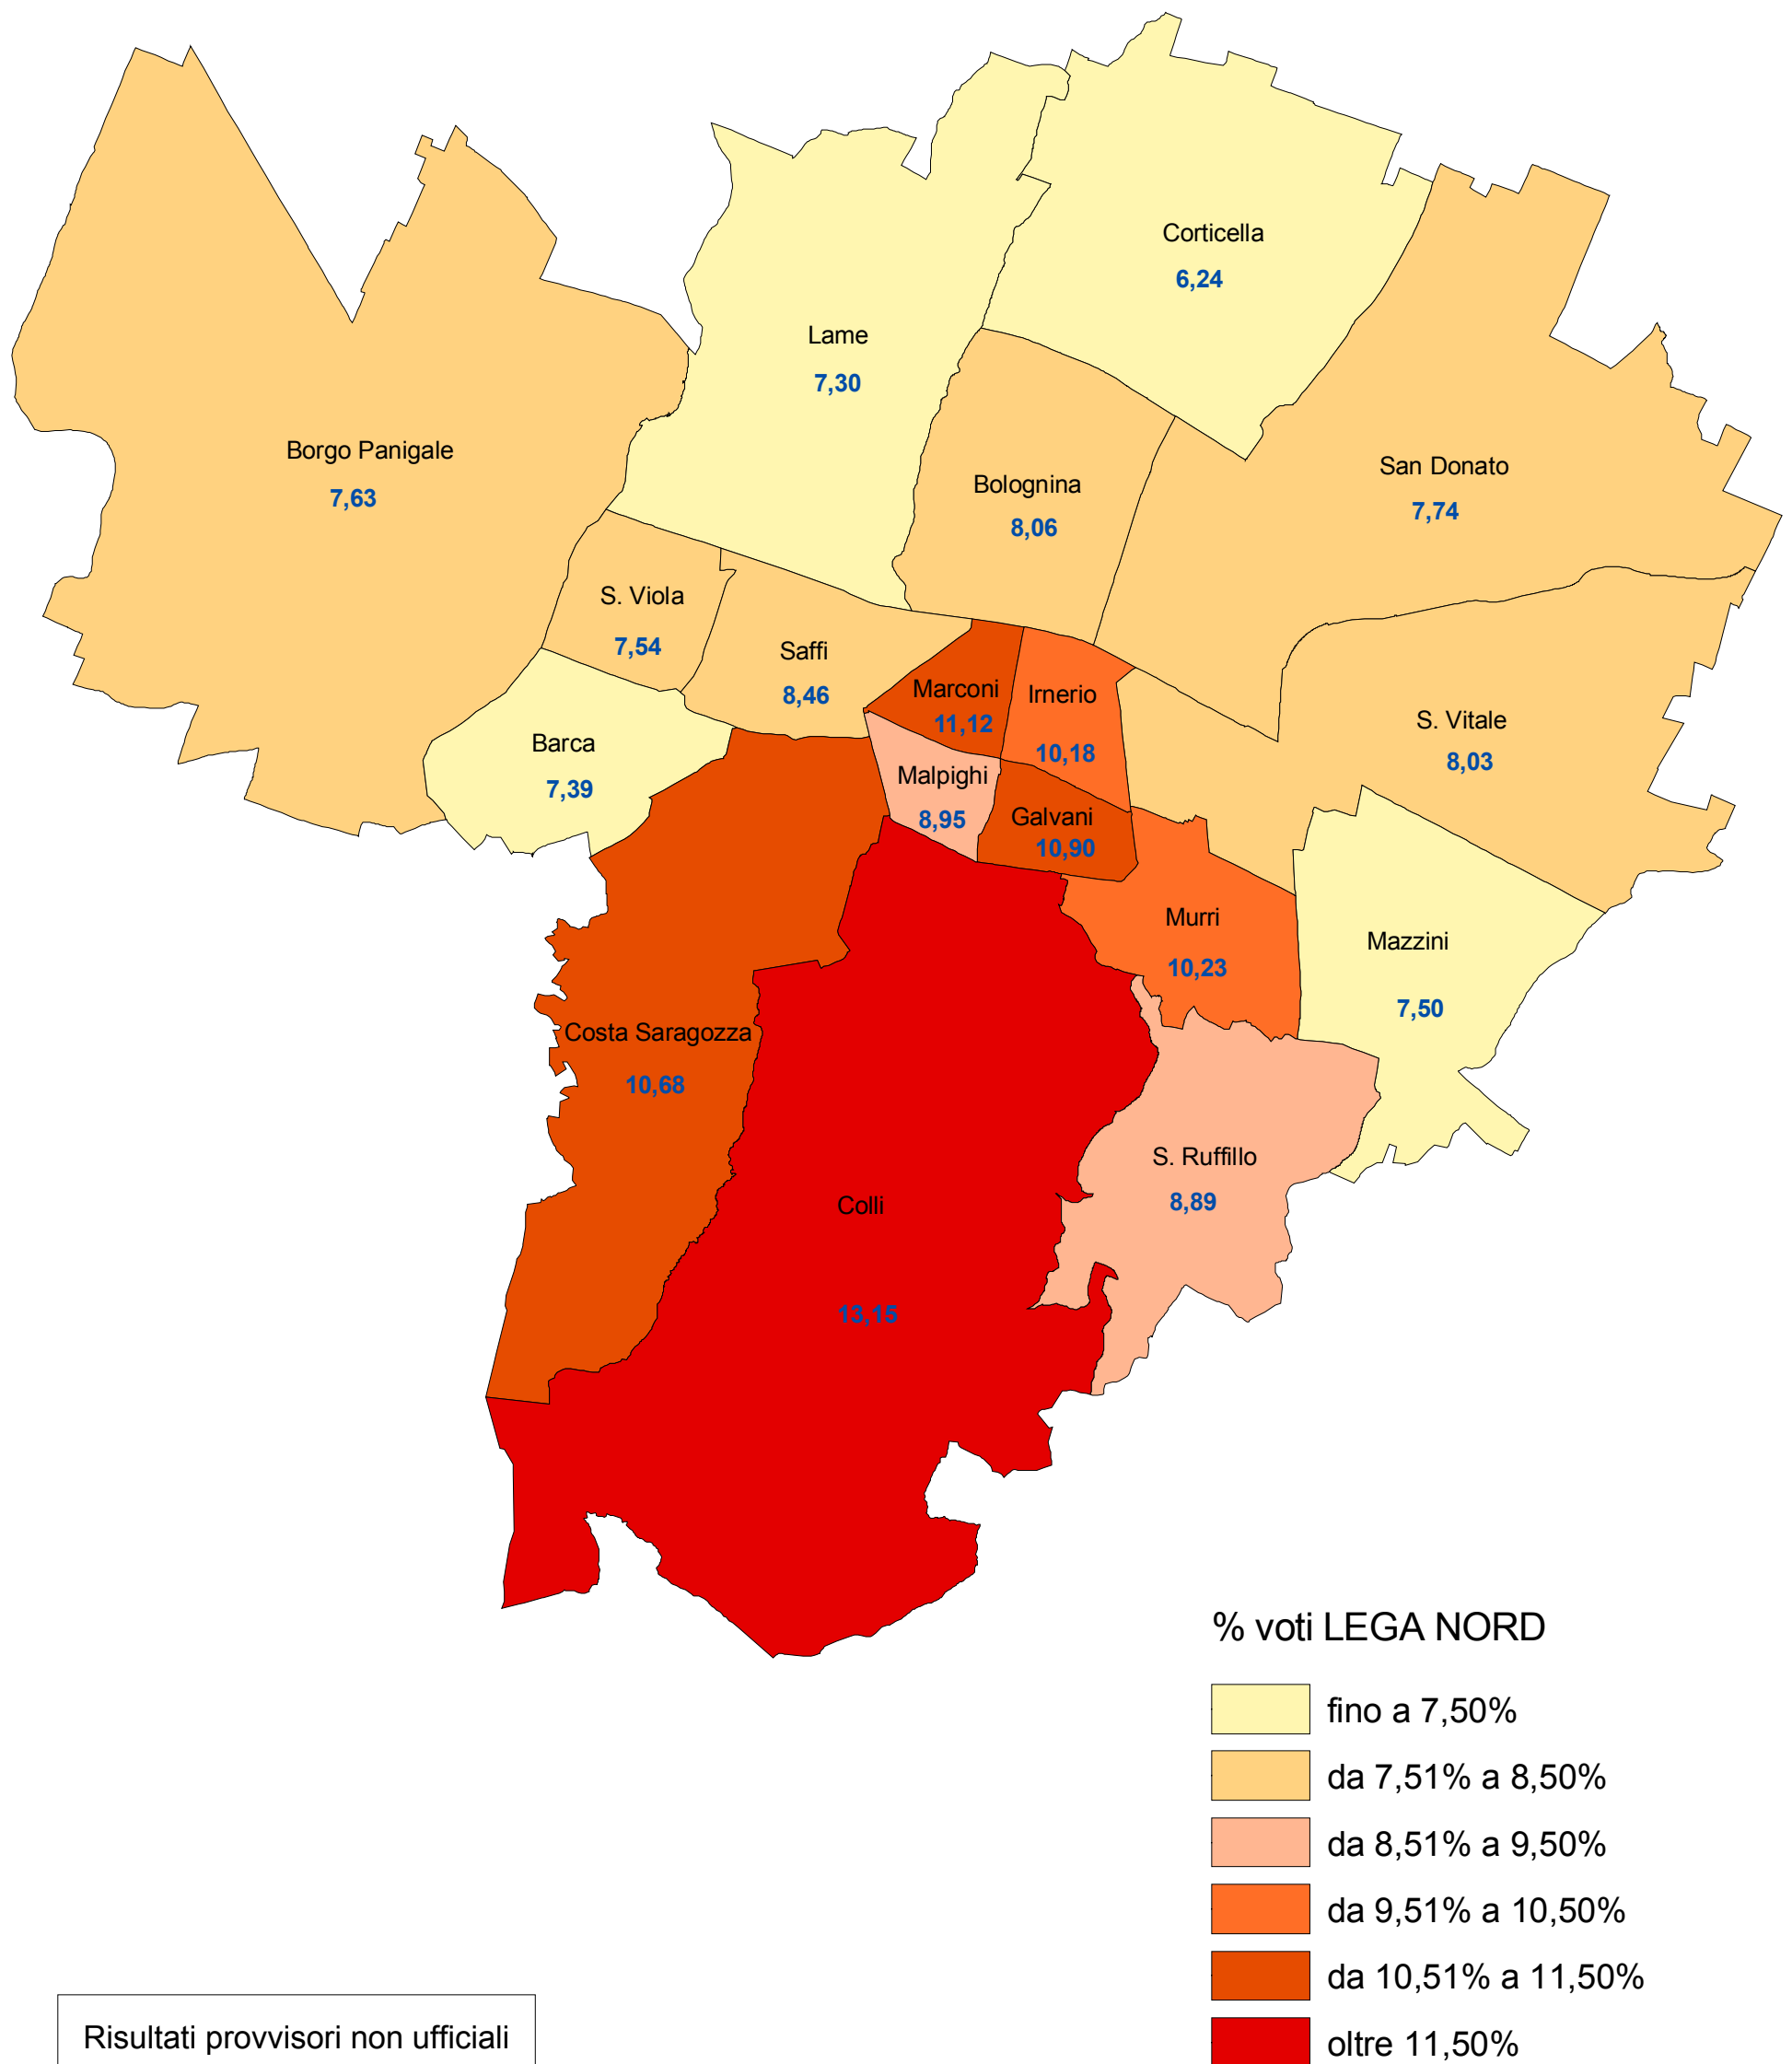 Corticella
6,24
Lame
7,30
Borgo Panigale
7,63
San Donato
7,74
Bolognina
8,06
S. Viola
7,54
Saffi
8,46
Marconi
11,12
Irnerio
10,18
S. Vitale
8,03
Barca
7,39
Malpighi
8,95
Galvani
10,90
Murri
10,23
Mazzini
7,50
Costa Saragozza
10,68
S. Ruffillo
8,89
Colli
13,15
% voti LEGA NORD
fino a 7,50%
da 7,51% a 8,50%
da 8,51% a 9,50%
da 9,51% a 10,50%
da 10,51% a 11,50%
oltre 11,50%
Risultati provvisori non ufficiali